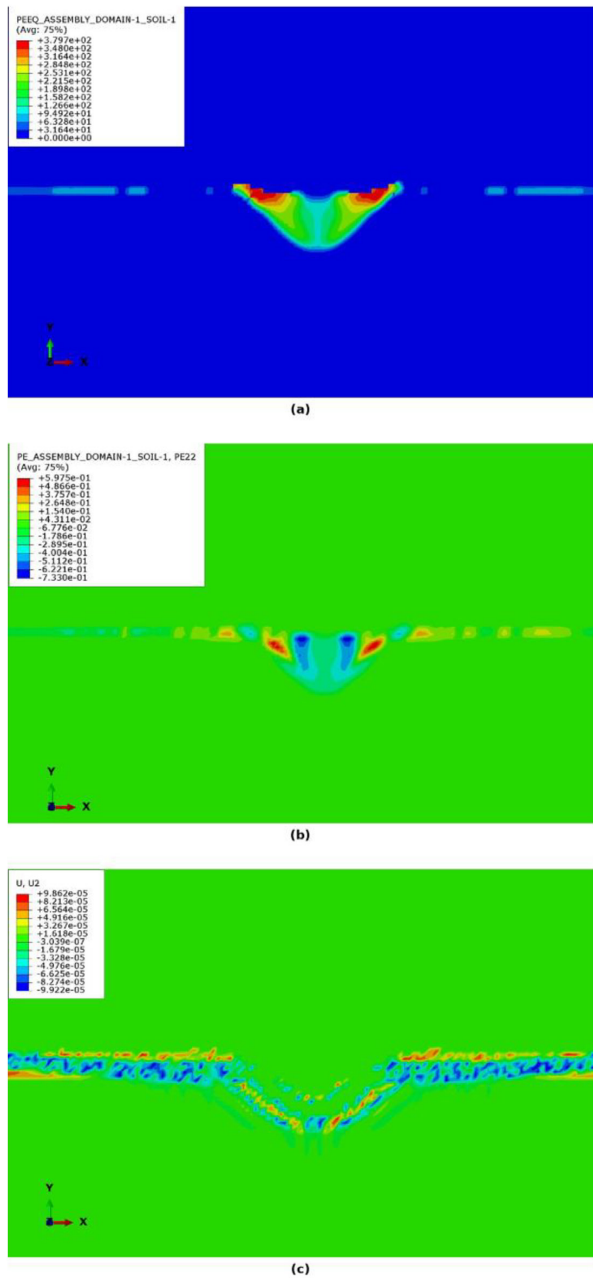 PEEQ_ASSEMBLY_DOMAIN-1_SOIL-1
(Avg: 75%)
+3.797e+02
+3.480e+02
+3.164e+02
+2.848e+02
+2.531e+02
+2.215e+02
+1.898e+02
+1.582e+02
+1.266e+02
+9.492e+01
+6.328e+01
+3.164e+01
+0.000e+00
Y
Z
X
(a)
PE_ASSEMBLY_DOMAIN-1_SOIL-1, PE22
(Avg: 75%)
+5.975e-01
+4.866e-01
+3.757e-01
+2.648e-01
+1.540e-01
+4.311e-02
-6.776e-02
-1.786e-01
-2.895e-01
-4.004e-01
-5.112e-01
-6.221e-01
-7.330e-01
Y
X
(b)
U, U2
+9.862e-05
+8.213e-05
+6.564e-05
+4.916e-05
+3.267e-05
+1.618e-05
-3.039e-07
-1.679e-05
-3.328e-05
-4.976e-05
-6.625e-05
-8.274e-05
-9.922e-05
Y
X
(c)